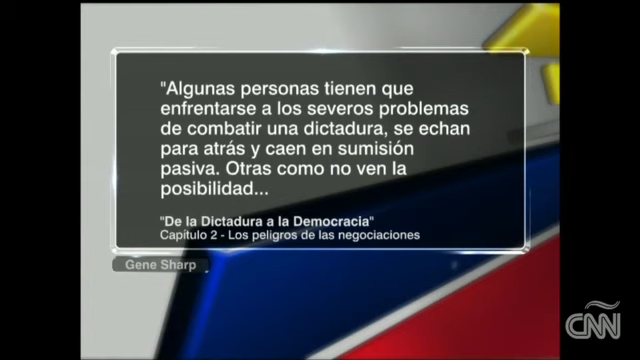 "Algunas personas tienen que
enfrentarse a los severos problemas
de combatir una dictadura, se echan
para atrás y caen en sumisión
pasiva. Otras como no ven la
posibilidad...
"De la Dictadura a la Democracia"
Capítulo 2 - Los peligros de las negociaciones
Gene Sharp
CNN